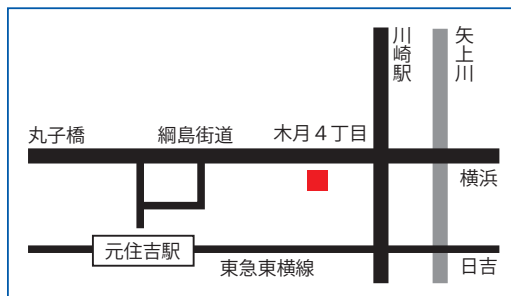 川崎駅
矢上川
丸子橋
綱島街道
木月４丁目
横浜
元住吉駅
東急東横線
日吉